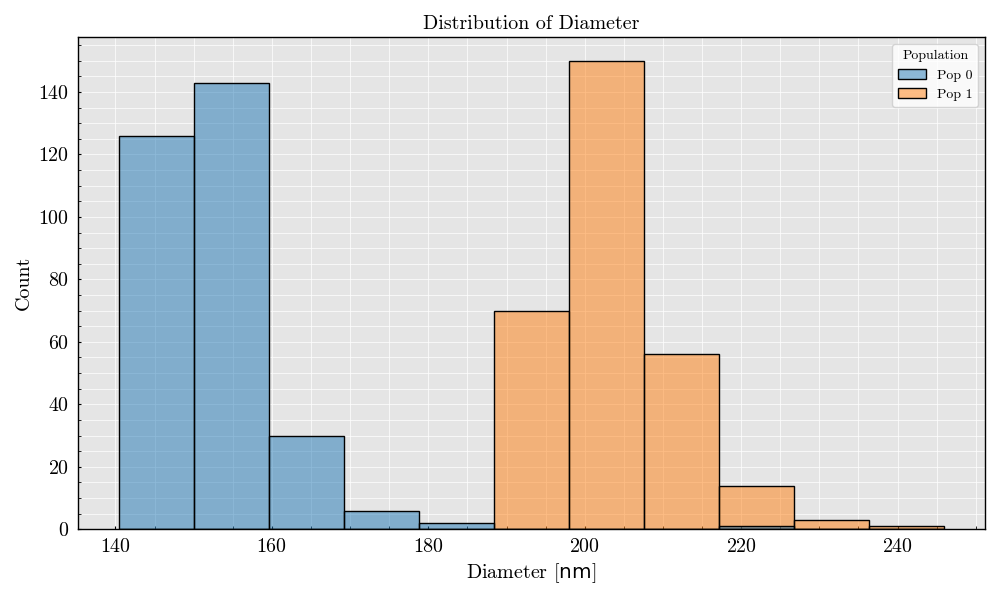 Distribution of Diameter
Population
Pop 0
Pop 1
Count
140
120
100
80
60
40
20
0
140 160 180 200 220 240
Diameter [nm]